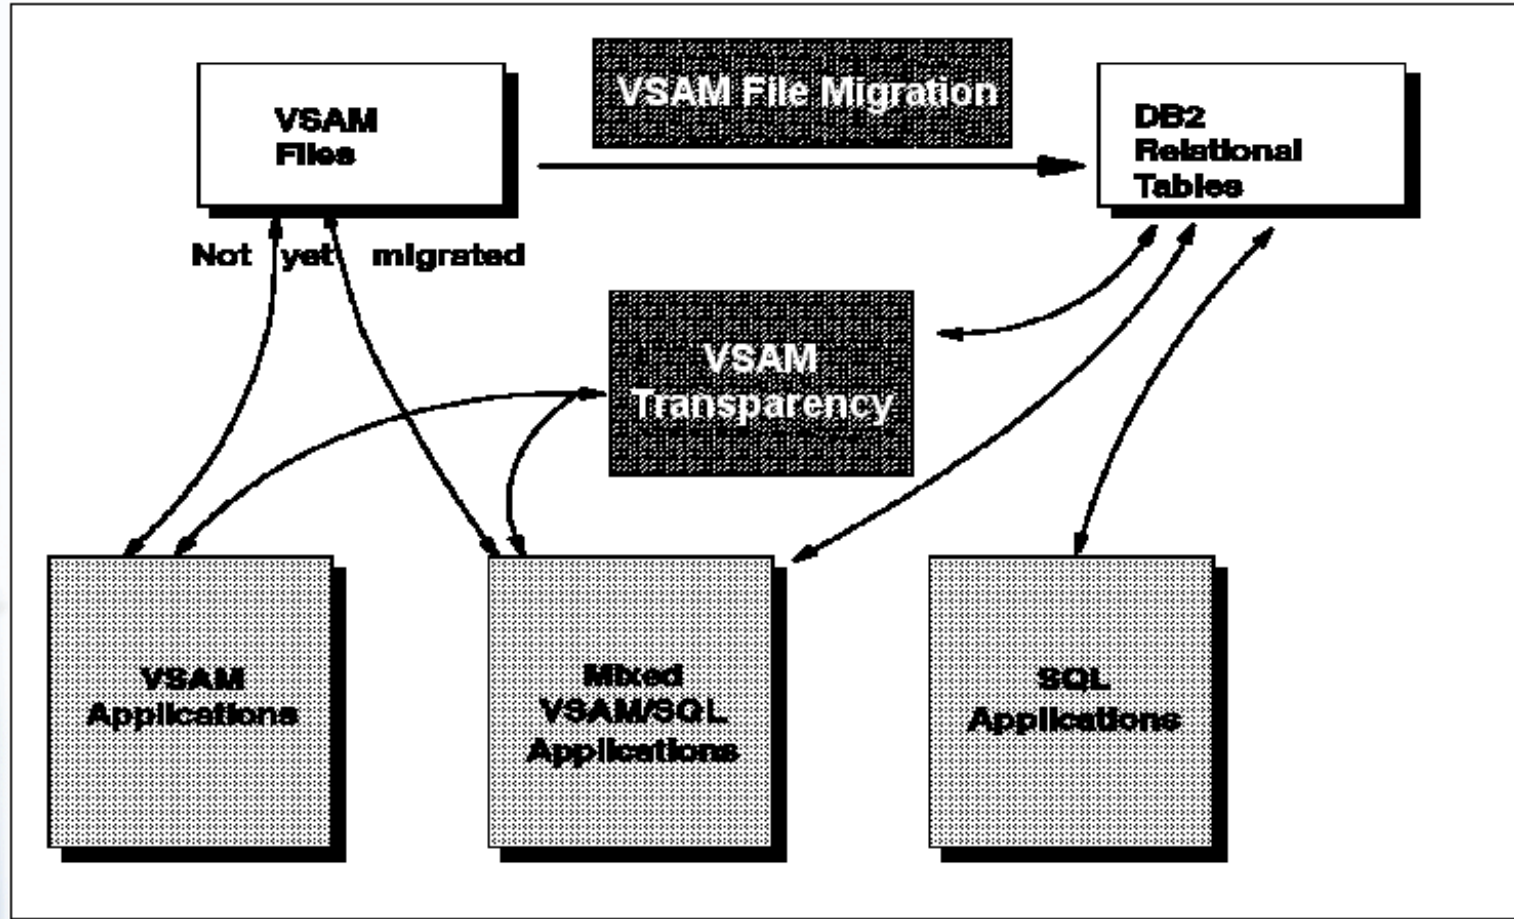 VSAM File Migration
VSAM
Files
DB2
Relational
Tables
Not yet migrated
VSAM
Transparency
VSAM
Applications
Mixed
VSAM/SQL
Applications
SQL
Applications